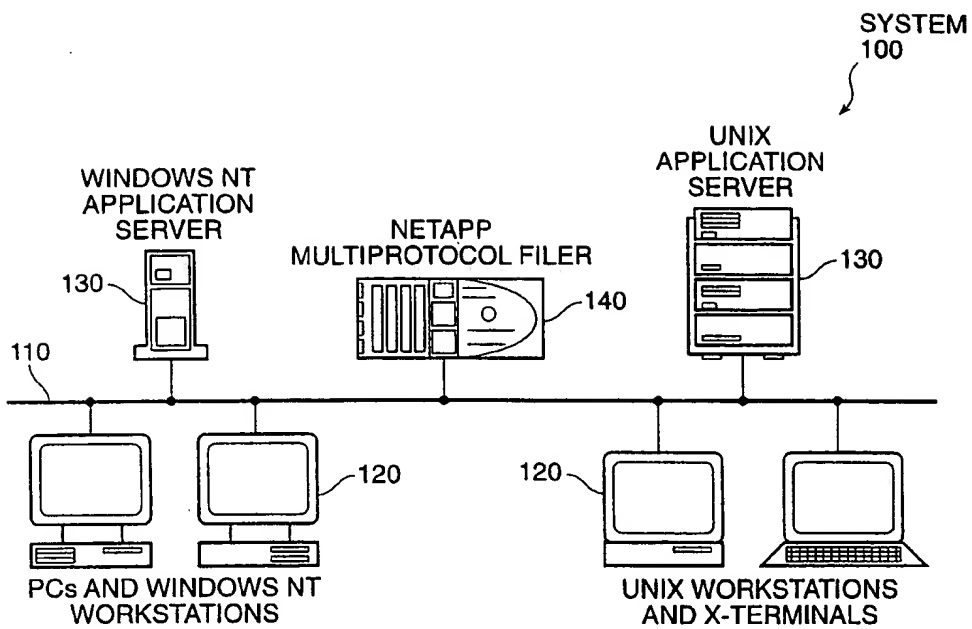 SYSTEM
100
UNIX
APPLICATION
SERVER
WINDOWS NT
APPLICATION
SERVER
NETAPP
MULTIPROTOCOL FILER
130
140
130
110
120
120
PCs AND WINDOWS NT
WORKSTATIONS
UNIX WORKSTATIONS
AND X-TERMINALS